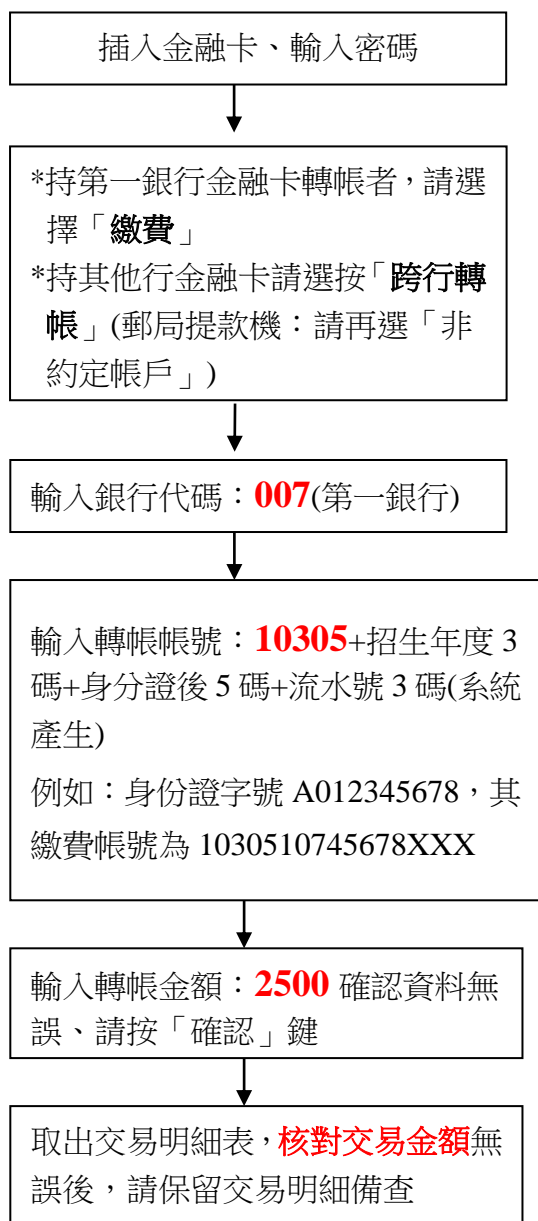 插入金融卡、輸入密碼
*持第一銀行金融卡轉帳者，請選
擇「繳費」
*持其他行金融卡請選按「跨行轉
帳」(郵局提款機：請再選「非
約定帳戶」)
輸入銀行代碼：007(第一銀行)
輸入轉帳帳號：10305+招生年度 3
碼+身分證後 5 碼+流水號 3 碼(系統
產生)
例如：身份證字號 A012345678，其
繳費帳號為 1030510745678XXX
輸入轉帳金額：2500 確認資料無
誤、請按「確認」鍵
取出交易明細表，核對交易金額無
誤後，請保留交易明細備查